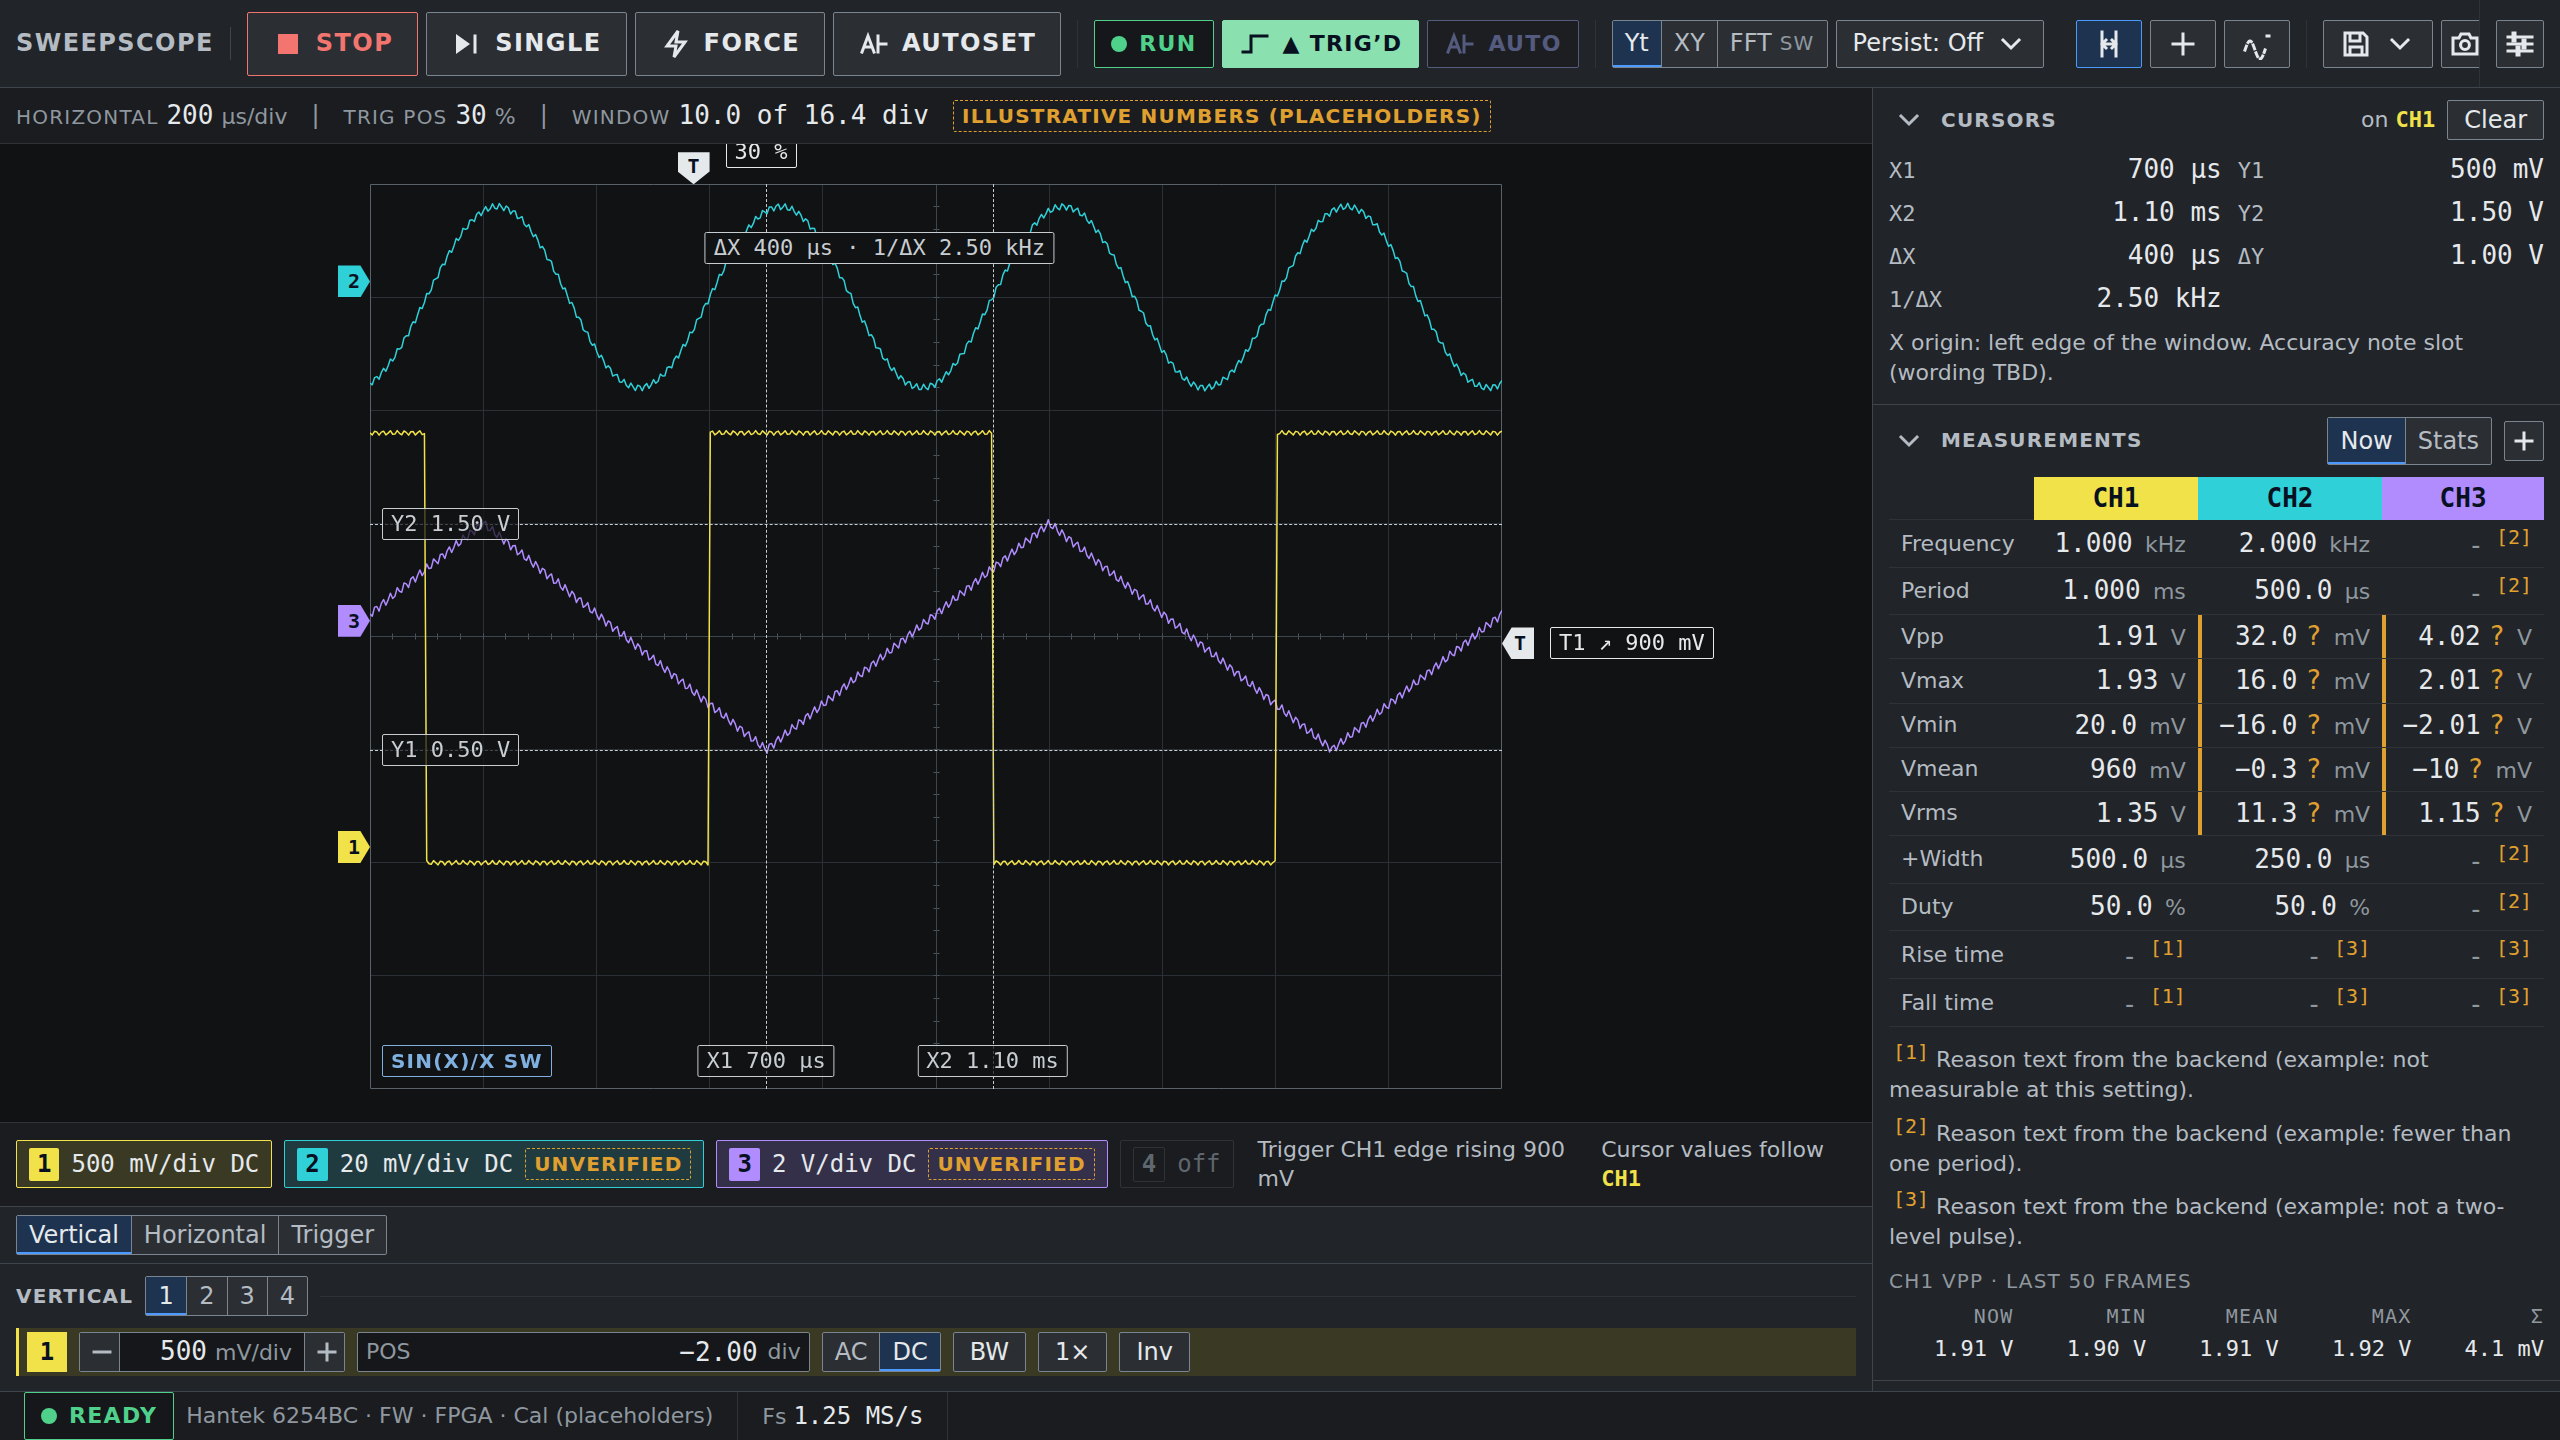 SWEEPSCOPE STOP SINGLE FORCE AUTOSET RUN ▲ TRIG’D AUTO Yt XY FFT SW Persist: Off
HORIZONTAL 200 µs/div | TRIG POS 30 % | WINDOW 10.0 of 16.4 div ILLUSTRATIVE NUMBERS (PLACEHOLDERS)
30 %
T
ΔX 400 µs · 1/ΔX 2.50 kHz
2
Y2 1.50 V
3
T T1 ↗ 900 mV
Y1 0.50 V
1
SIN(X)/X SW X1 700 µs X2 1.10 ms
1 500 mV/div DC 2 20 mV/div DC UNVERIFIED 3 2 V/div DC UNVERIFIED 4 off
Trigger CH1 edge rising 900
mV
Cursor values follow
CH1
Vertical Horizontal Trigger
VERTICAL 1 2 3 4
1 − 500 mV/div + POS −2.00 div AC DC BW 1× Inv
CURSORS on CH1 Clear
X1 700 µs Y1 500 mV
X2 1.10 ms Y2 1.50 V
ΔX 400 µs ΔY 1.00 V
1/ΔX 2.50 kHz
X origin: left edge of the window. Accuracy note slot
(wording TBD).
MEASUREMENTS Now Stats +
CH1 CH2 CH3
Frequency 1.000 kHz 2.000 kHz - [2]
Period 1.000 ms 500.0 µs - [2]
Vpp 1.91 V 32.0 ? mV 4.02 ? V
Vmax 1.93 V 16.0 ? mV 2.01 ? V
Vmin 20.0 mV −16.0 ? mV −2.01 ? V
Vmean 960 mV −0.3 ? mV −10 ? mV
Vrms 1.35 V 11.3 ? mV 1.15 ? V
+Width 500.0 µs 250.0 µs - [2]
Duty 50.0 % 50.0 % - [2]
Rise time - [1] - [3] - [3]
Fall time - [1] - [3] - [3]
[1] Reason text from the backend (example: not
measurable at this setting).
[2] Reason text from the backend (example: fewer than
one period).
[3] Reason text from the backend (example: not a two-
level pulse).
CH1 VPP · LAST 50 FRAMES
NOW MIN MEAN MAX Σ
1.91 V 1.90 V 1.91 V 1.92 V 4.1 mV
READY Hantek 6254BC · FW · FPGA · Cal (placeholders) Fs 1.25 MS/s